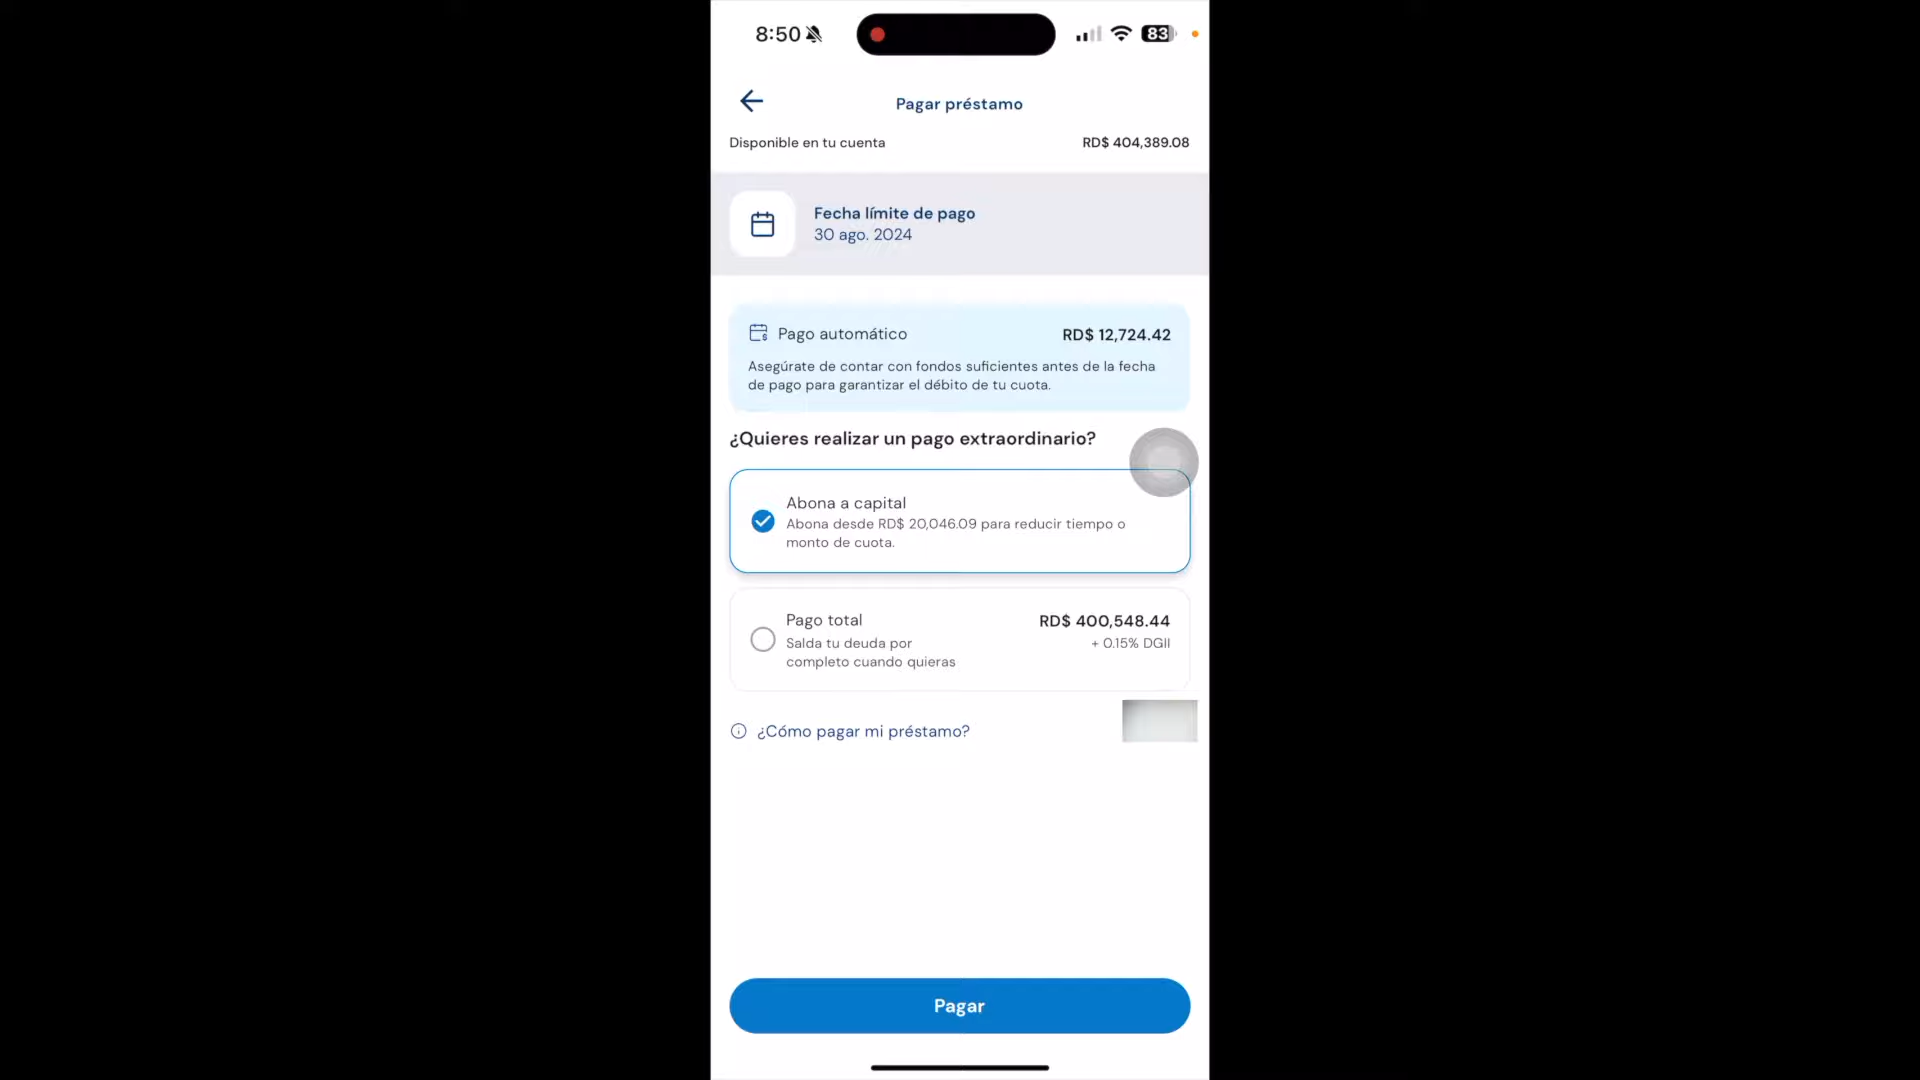 8:50
83
Pagar préstamo
Disponible en tu cuenta RD$ 404,389.08
Fecha límite de pago
30 ago. 2024
Pago automático RD$ 12,724.42
Asegúrate de contar con fondos suficientes antes de la fecha
de pago para garantizar el débito de tu cuota.
¿Quieres realizar un pago extraordinario?
Abona a capital
Abona desde RD$ 20,046.09 para reducir tiempo o
monto de cuota.
Pago total RD$ 400,548.44
Salda tu deuda por + 0.15% DGII
completo cuando quieras
¿Cómo pagar mi préstamo?
Pagar